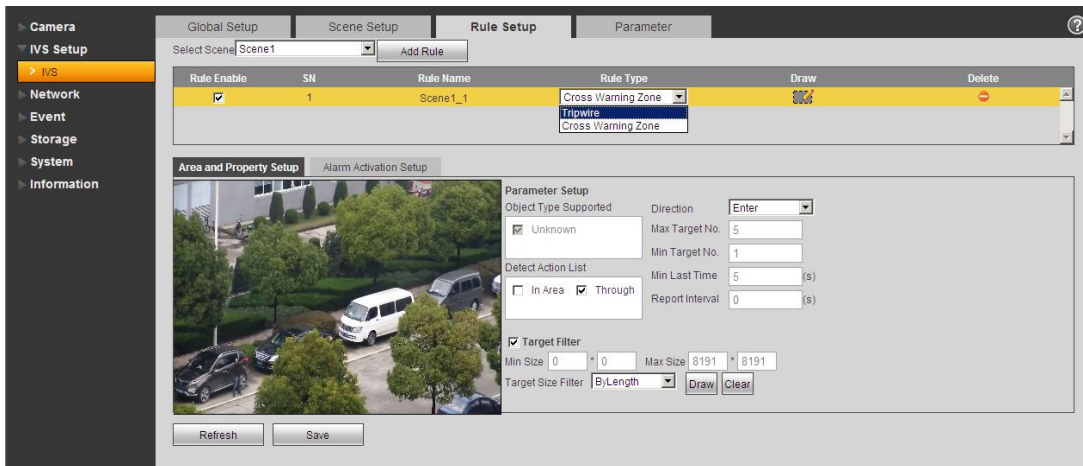 Camera
IVS Setup
> IVS
Network
Event
Storage
System
Information
Global Setup Scene Setup Rule Setup Parameter
Select Scene Scene1 Add Rule
Rule Enable SN Rule Name Rule Type Draw Delete
1 Scene1_1 Cross Warning Zone
Tripwire
Cross Warning Zone
Area and Property Setup Alarm Activation Setup
Parameter Setup
Object Type Supported
Unknown
Detect Action List
In Area Through
Direction Enter
Max Target No. 5
Min Target No. 1
Min Last Time 5 (s)
Report Interval 0 (s)
Target Filter
Min Size 0 * 0 Max Size 8191 * 8191
Target Size Filter ByLength Draw Clear
Refresh Save
?